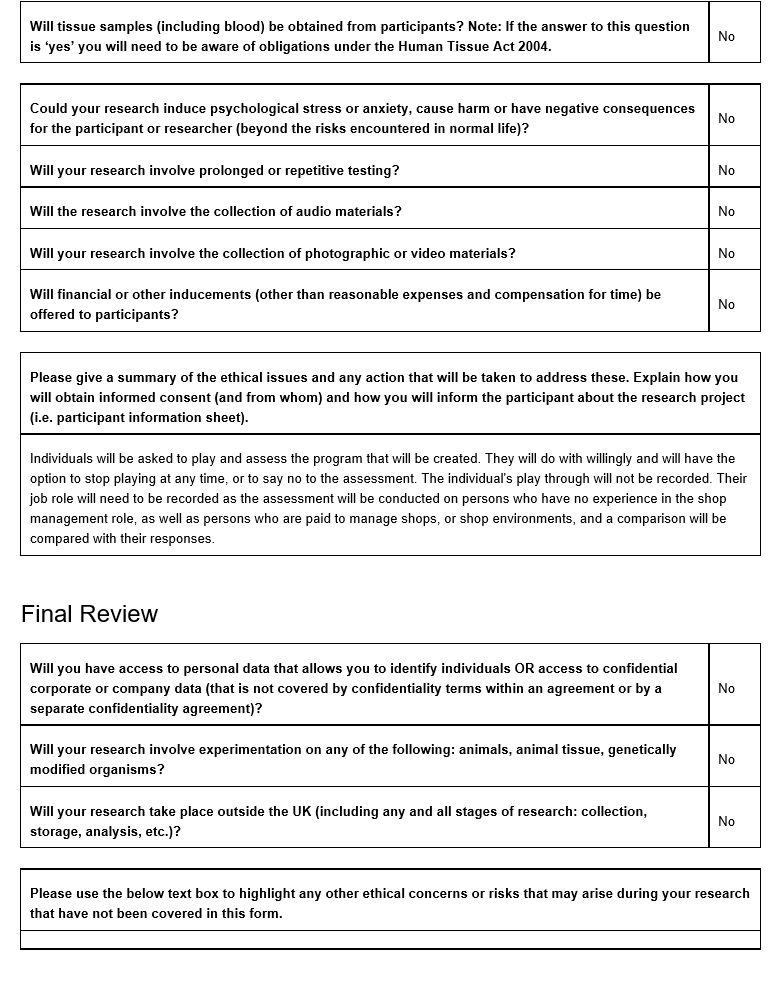 Will tissue samples (including blood) be obtained from participants? Note: If the answer to this question
is ‘yes’ you will need to be aware of obligations under the Human Tissue Act 2004.
No
Could your research induce psychological stress or anxiety, cause harm or have negative consequences
for the participant or researcher (beyond the risks encountered in normal life)?
No
Will your research involve prolonged or repetitive testing?
No
Will the research involve the collection of audio materials?
No
Will your research involve the collection of photographic or video materials?
No
Will financial or other inducements (other than reasonable expenses and compensation for time) be
offered to participants?
No
Please give a summary of the ethical issues and any action that will be taken to address these. Explain how you
will obtain informed consent (and from whom) and how you will inform the participant about the research project
(i.e. participant information sheet).
Individuals will be asked to play and assess the program that will be created. They will do with willingly and will have the
option to stop playing at any time, or to say no to the assessment. The individual's play through will not be recorded. Their
job role will need to be recorded as the assessment will be conducted on persons who have no experience in the shop
management role, as well as persons who are paid to manage shops, or shop environments, and a comparison will be
compared with their responses.
Final Review
Will you have access to personal data that allows you to identify individuals OR access to confidential
corporate or company data (that is not covered by confidentiality terms within an agreement or by a
separate confidentiality agreement)?
No
Will your research involve experimentation on any of the following: animals, animal tissue, genetically
modified organisms?
No
Will your research take place outside the UK (including any and all stages of research: collection,
storage, analysis, etc.)?
No
Please use the below text box to highlight any other ethical concerns or risks that may arise during your research
that have not been covered in this form.